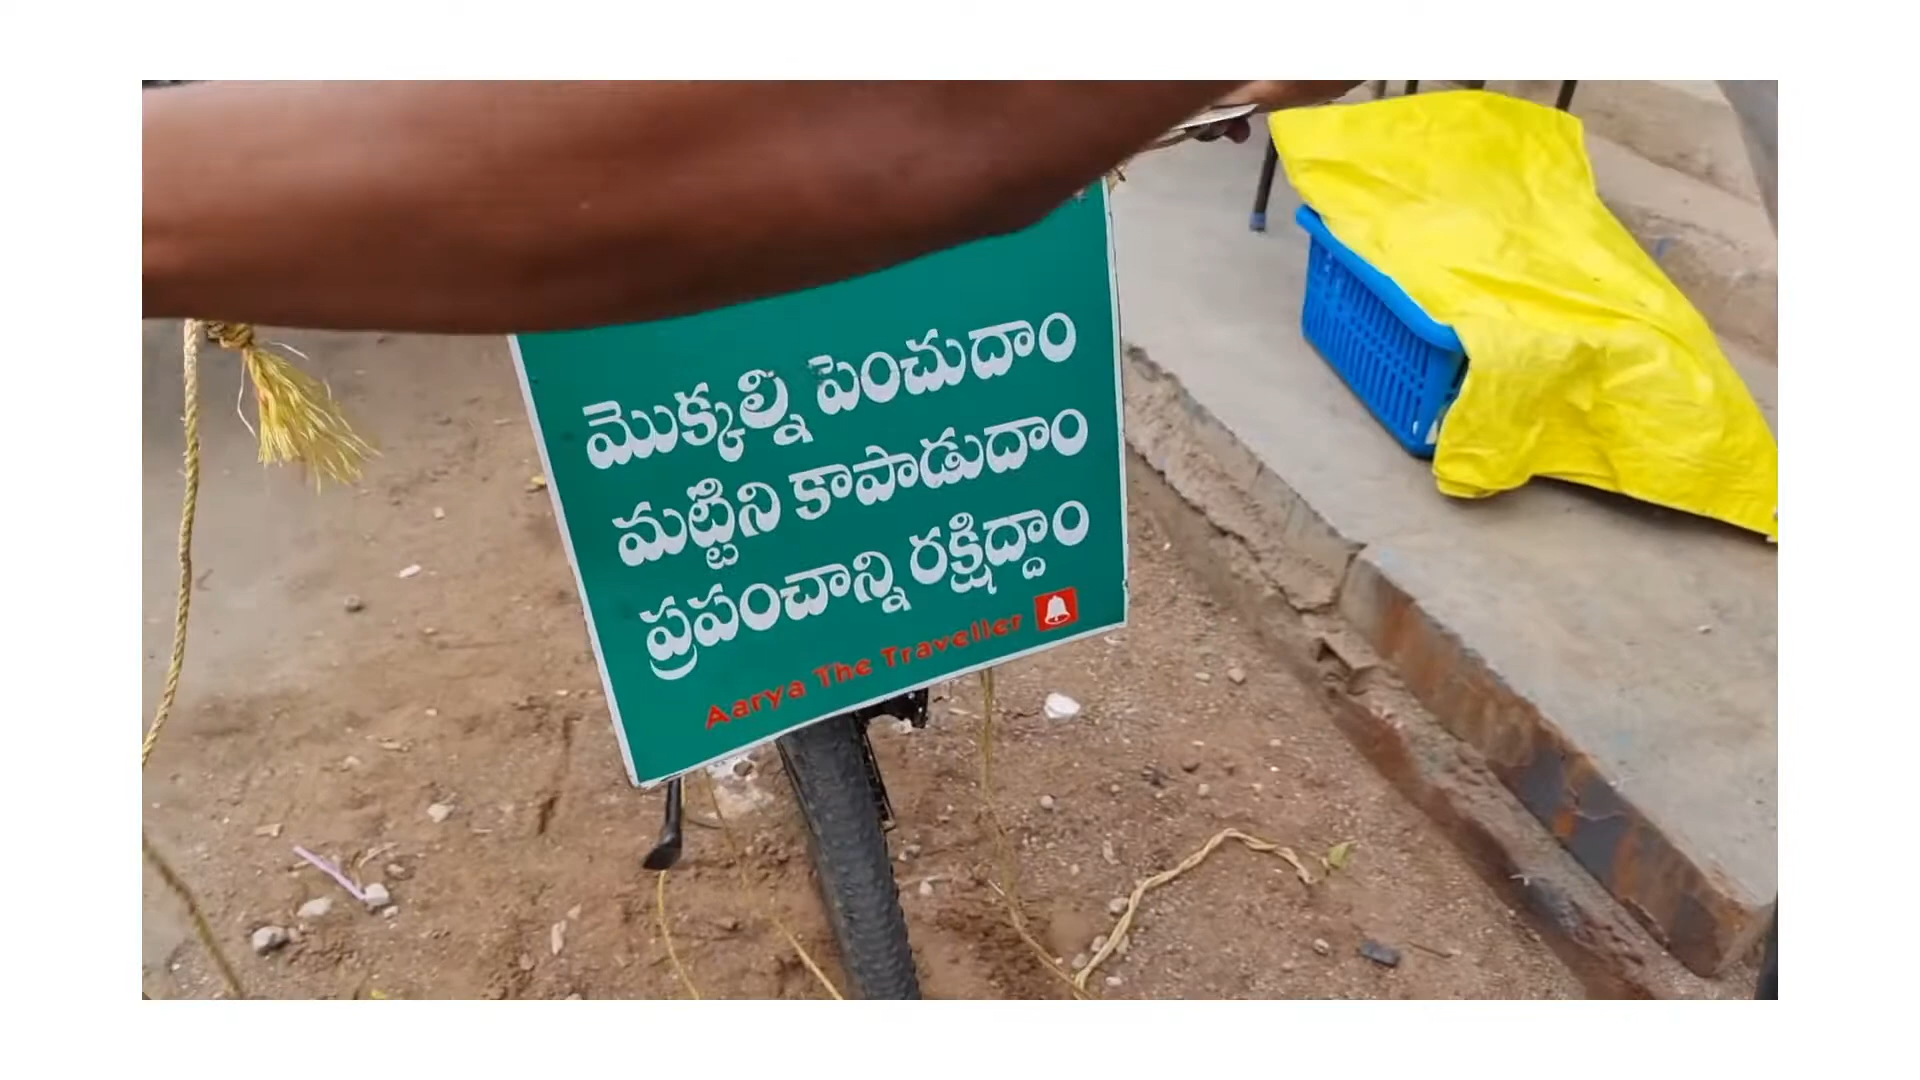 మొక్కల్ని పెంచుదాం
మట్టిని కాపాడుదాం
ప్రపంచాన్ని రక్షిద్దాం
Aarya The Traveller